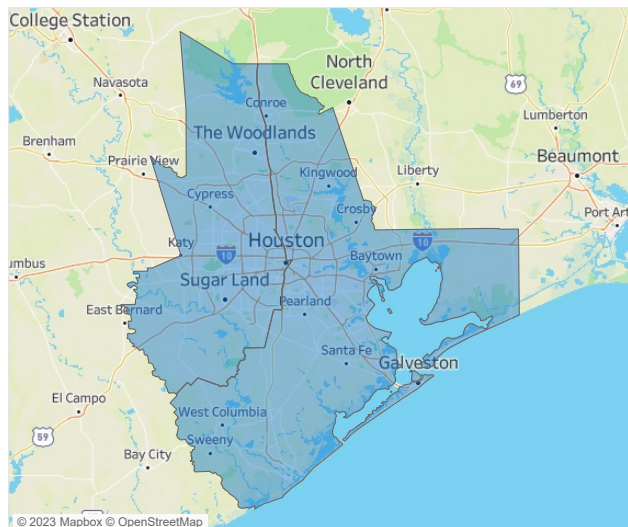 College Station
North
Cleveland
69
Navasota
Conroe
Lumberton
The Woodlands
Brenham
Prairie View
Beaumont
Kingwood
Liberty
Cypress
Crosby
Port Art
Katy
10
Houston
10
Baytown
umbus
Sugar Land
East Bernard
Pearland
Santa Fe
Galveston
El Campo
West Columbia
59
Sweeny
Bay City
© 2023 Mapbox © OpenStreetMap